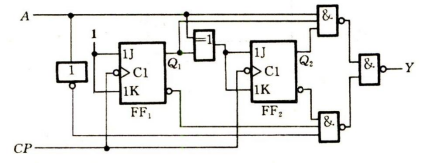 A
1
&
1J
=1
1J
1
C1
Q₁
C1
Q₂
&
Y
1K
1K
&
FF₁
FF₂
CP